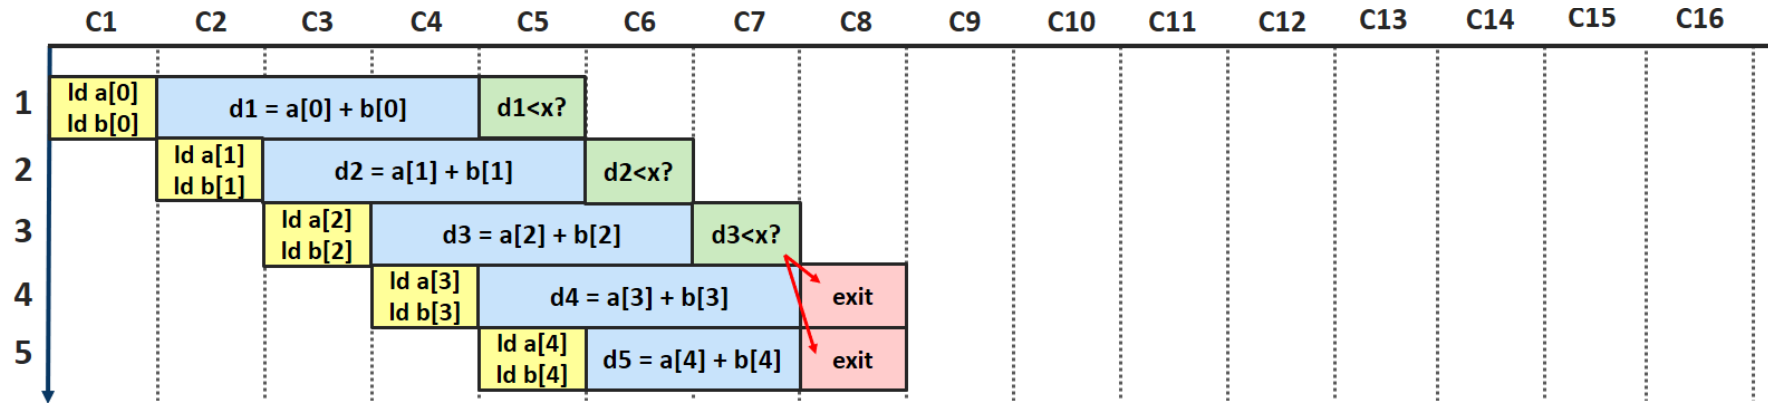 C1 C2 C3 C4 C5 C6 C7 C8 C9 C10 C11 C12 C13 C14 C15 C16
1
ld a[0]
ld b[0]
d1 = a[0] + b[0]
d1<x?
2
ld a[1]
ld b[1]
d2 = a[1] + b[1]
d2<x?
3
ld a[2]
ld b[2]
d3 = a[2] + b[2]
d3<x?
4
ld a[3]
ld b[3]
d4 = a[3] + b[3]
exit
5
ld a[4]
ld b[4]
d5 = a[4] + b[4]
exit